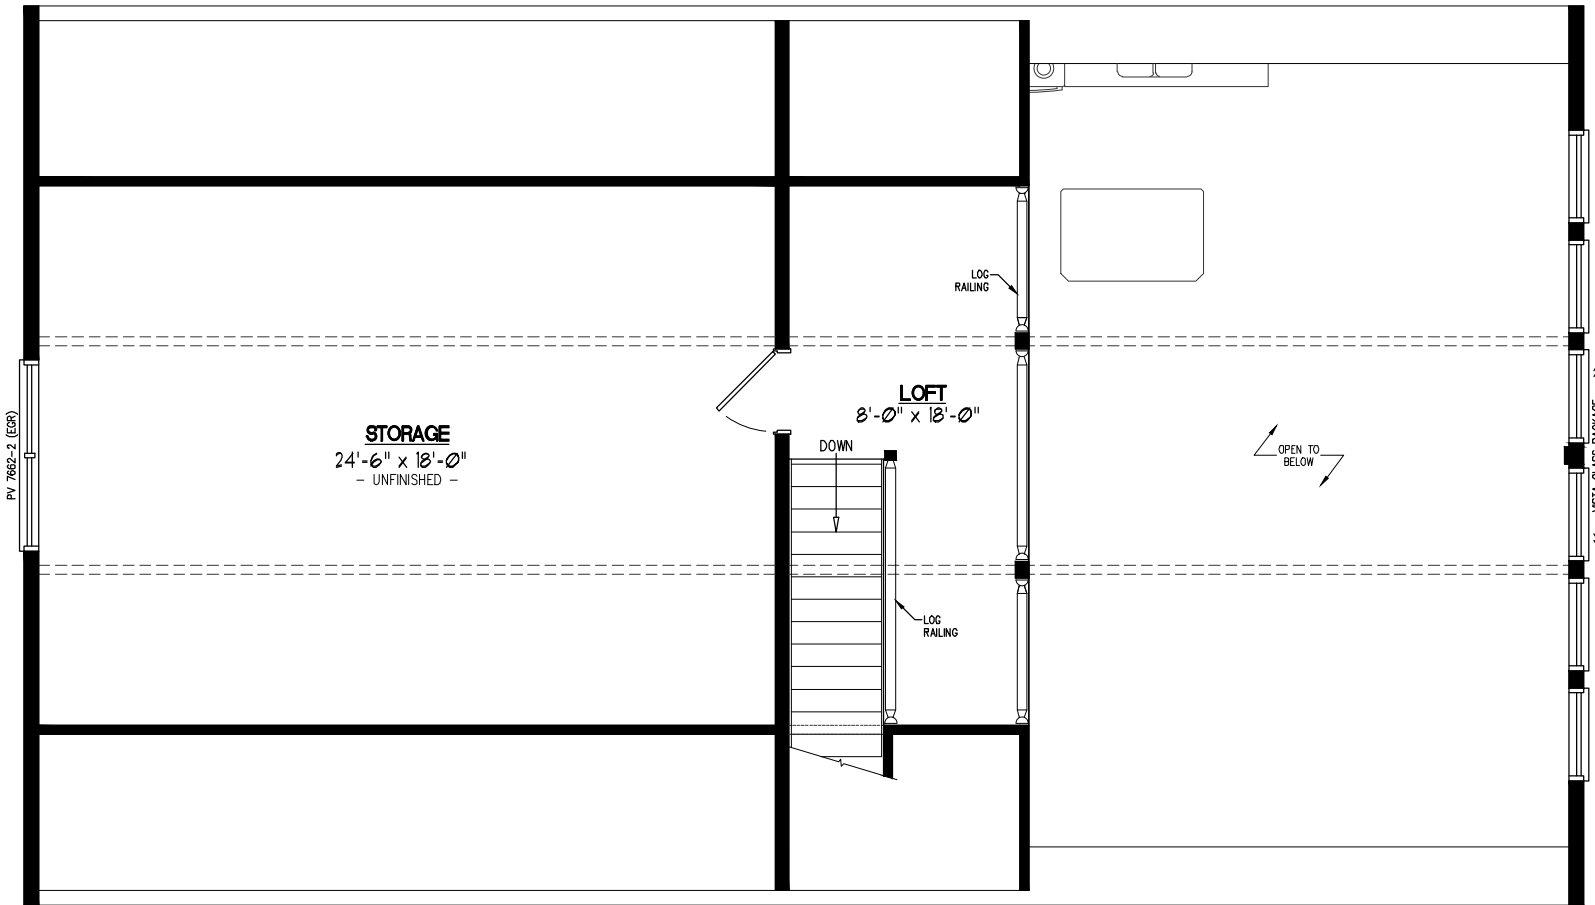 LOG
RAILING
LOFT
8'-0" x 18'-0"
STORAGE
24'-6" x 18'-0"
- UNFINISHED -
DOWN
OPEN TO
BELOW
PV 7662-2 (EGR)
LOG
RAILING